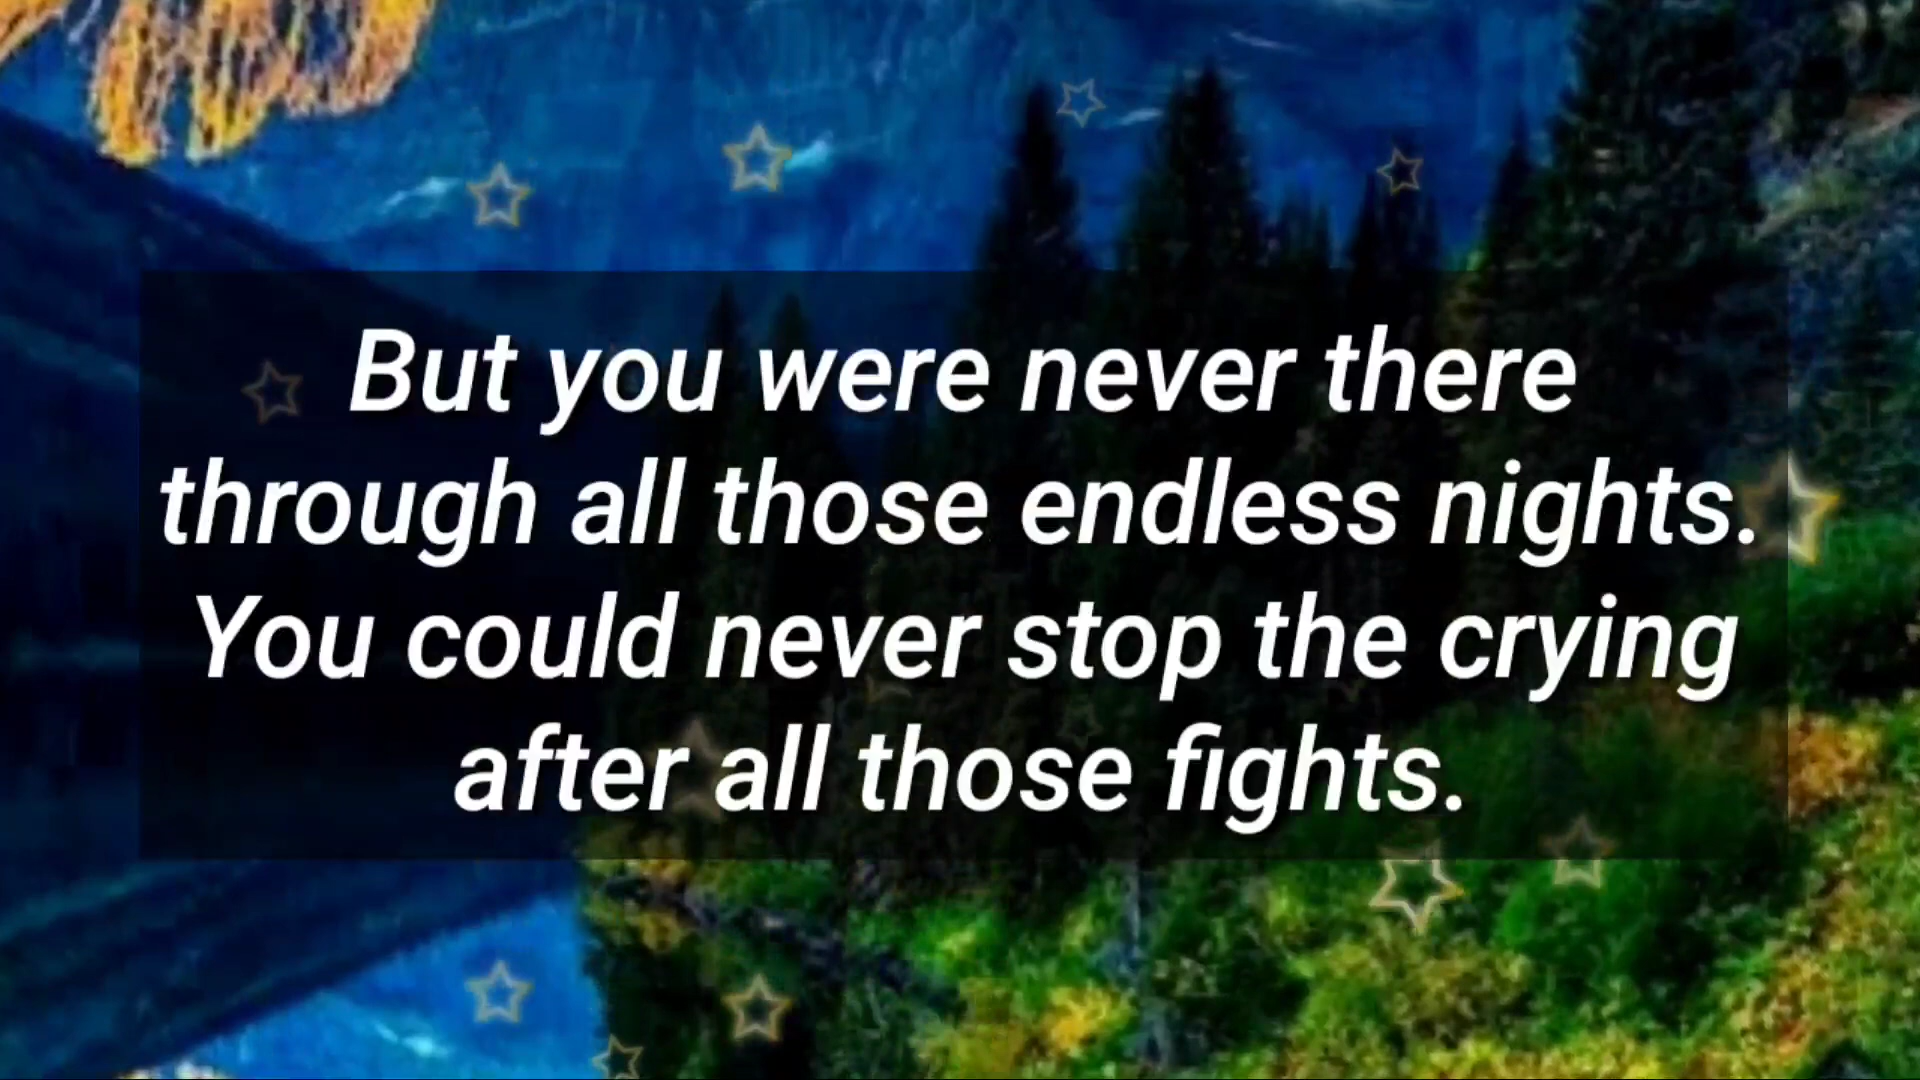 But you were never there
through all those endless nights.
You could never stop the crying
after all those fights.